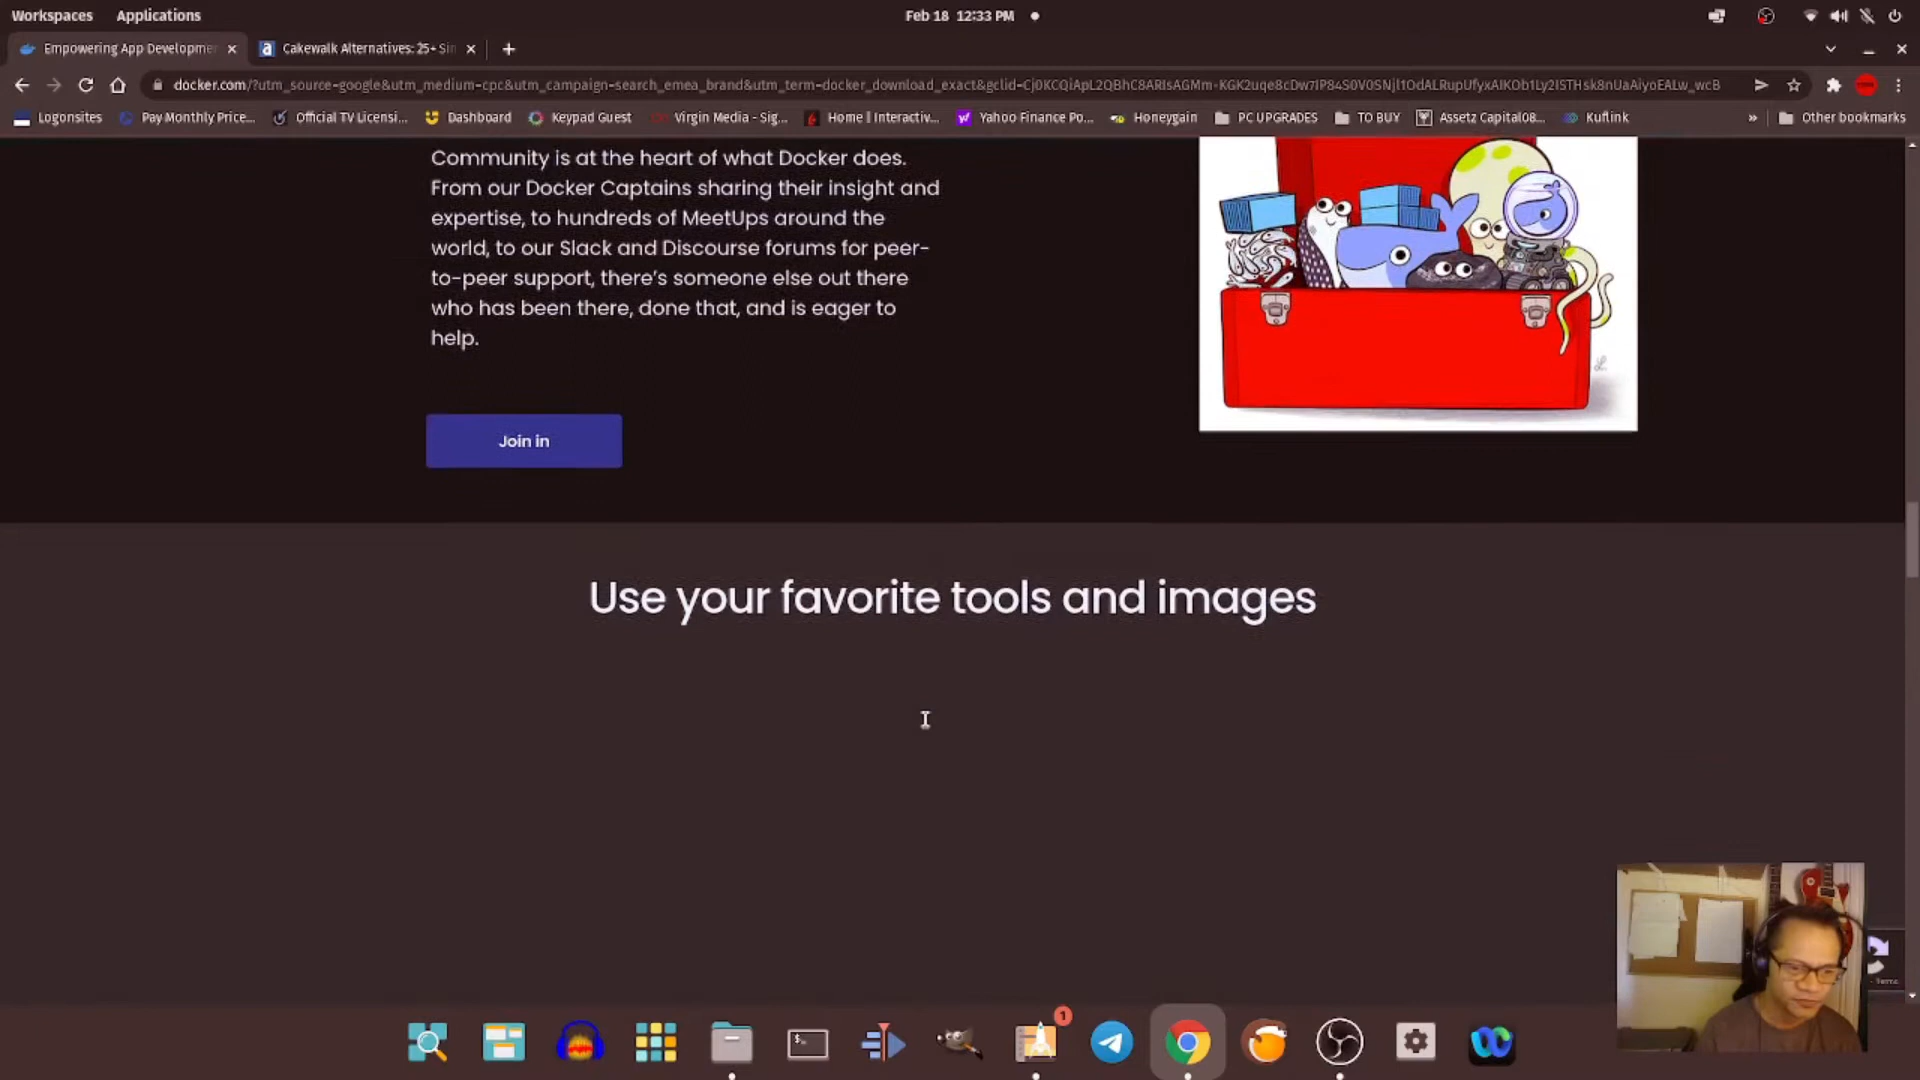 Workspaces
Applications
Feb 18 12:33 PM
Empowering App Developme
Cakewalk Alternatives: 25+ Sir
docker.com/?utm_source=google&utm_medium=cpc&utm_campaign=search_emea_brand&utm_term=docker_download_exact&gclid=Cj0KCQiApL2QBhC8ARIsAGMm-KGK2uqe8cDw7IP84S0V0SNjl1OdALRupUfyxAIKOb1Ly2ISTHsk8nUaAiyoEALw_wcB
Logonsites
Pay Monthly Price...
Official TV Licensi...
Dashboard
Keypad Guest
Virgin Media - Sig...
Home | Interactiv...
Yahoo Finance Po...
Honeygain
PC UPGRADES
TO BUY
Assetz Capital08...
Kuflink
»
Other bookmarks
Community is at the heart of what Docker does.
From our Docker Captains sharing their insight and
expertise, to hundreds of MeetUps around the
world, to our Slack and Discourse forums for peer-
to-peer support, there's someone else out there
who has been there, done that, and is eager to
help.
Join in
Use your favorite tools and images
1